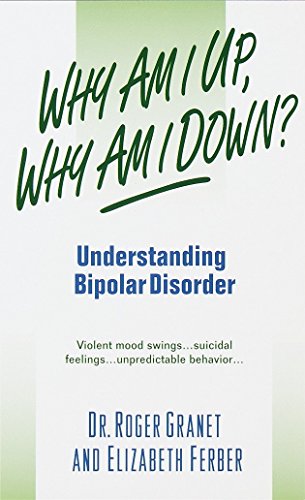 WHY AM I UP,
WHY AM I DOWN?
Understanding
Bipolar Disorder
Violent mood swings...suicidal
feelings...unpredictable behavior...
DR. ROGER GRANET
AND ELIZABETH FERBER